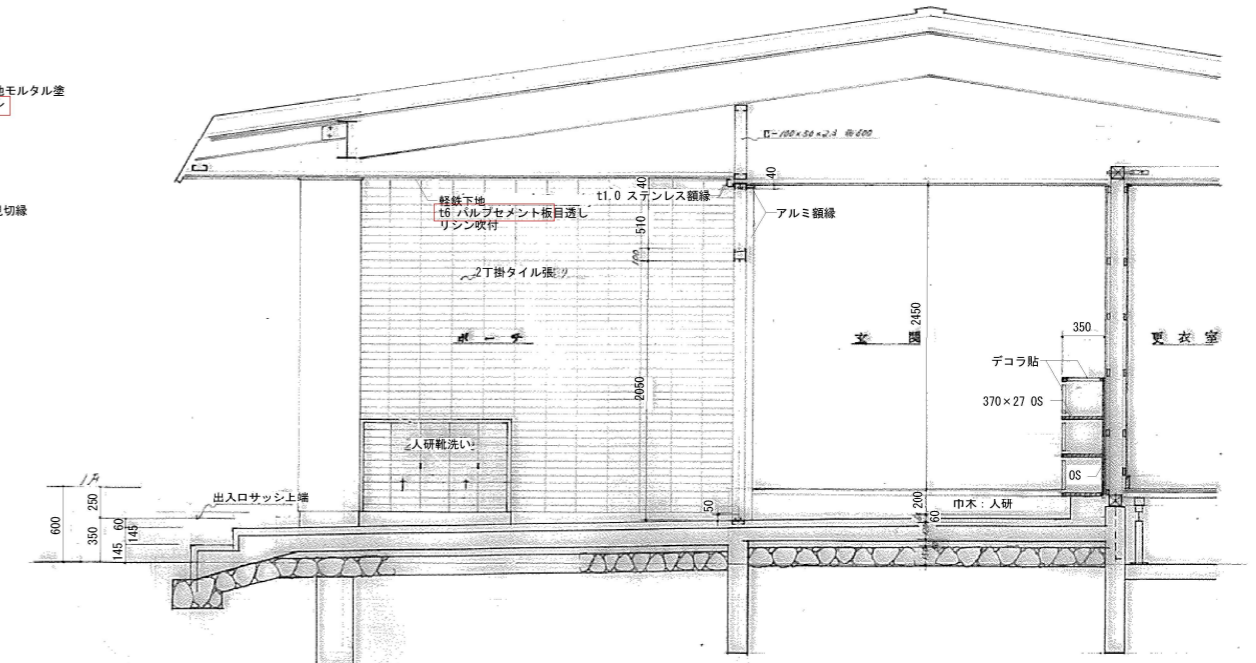 地モルタル塗
ン
見切縁
C-100×50×2.3 @600
40
軽鉄下地
t6 パルプセメント板目透し
リシン吹付
t1.0 ステンレス額縁
40
アルミ額縁
510
100
2丁掛タイル張り
ポーチ
玄関
2450
350
更衣室
デコラ貼
370×27 OS
2050
人研靴洗い
OS
1F
出入口サッシ上端
巾木：人研
600
250
350
60
145
145
50
200
60